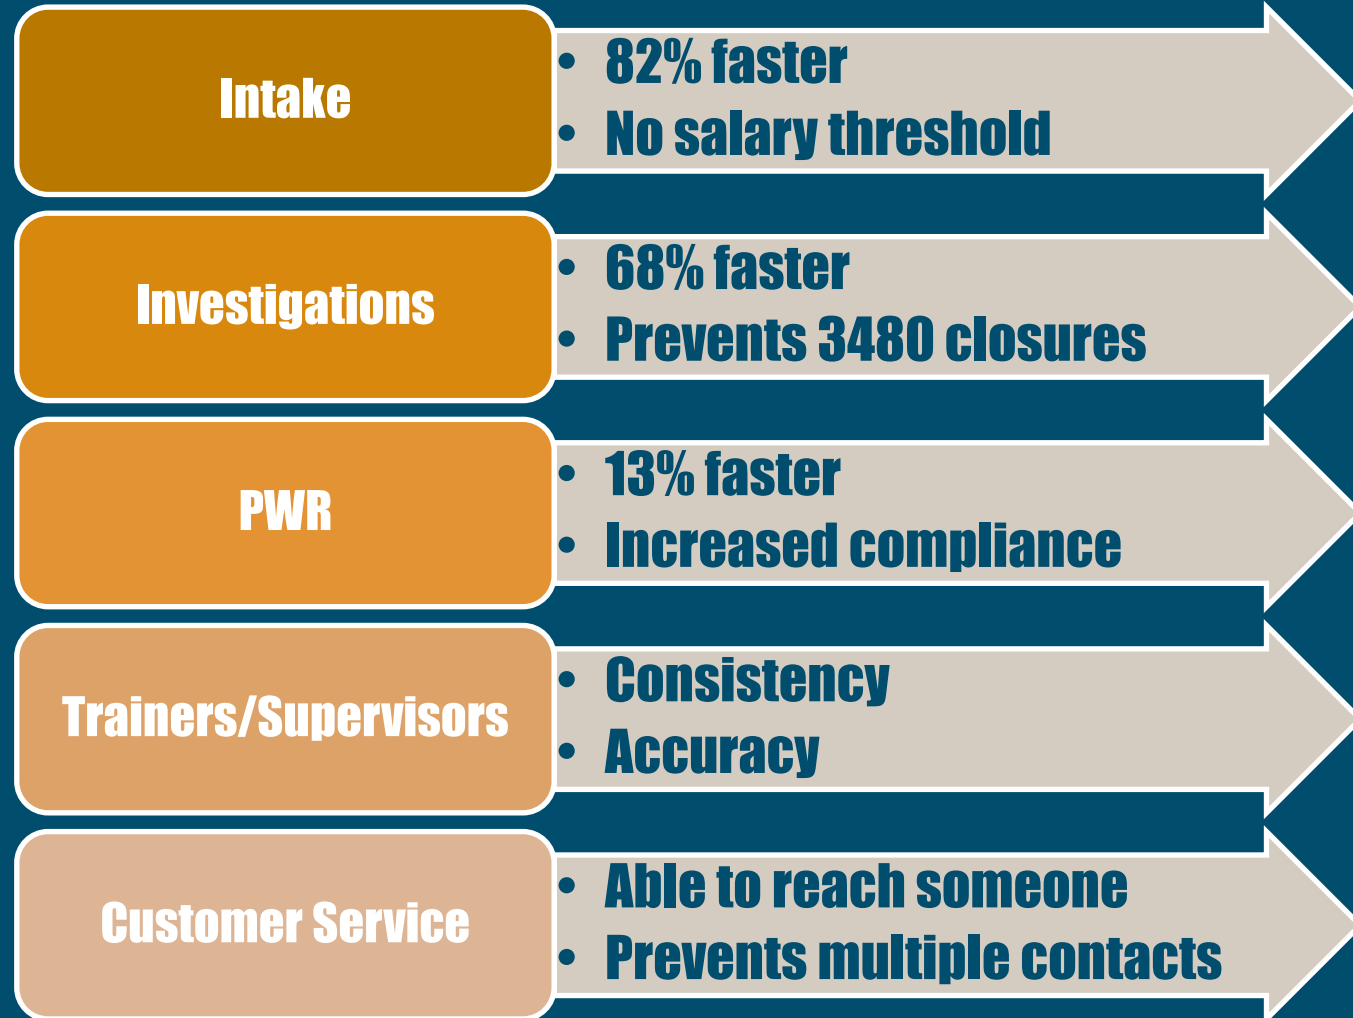 Intake
• 82% faster
• No salary threshold
Investigations
• 68% faster
• Prevents 3480 closures
PWR
• 13% faster
• Increased compliance
Trainers/Supervisors
• Consistency
• Accuracy
Customer Service
• Able to reach someone
• Prevents multiple contacts